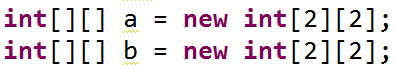 int[][] a = new int[2][2];
int[][] b = new int[2][2];